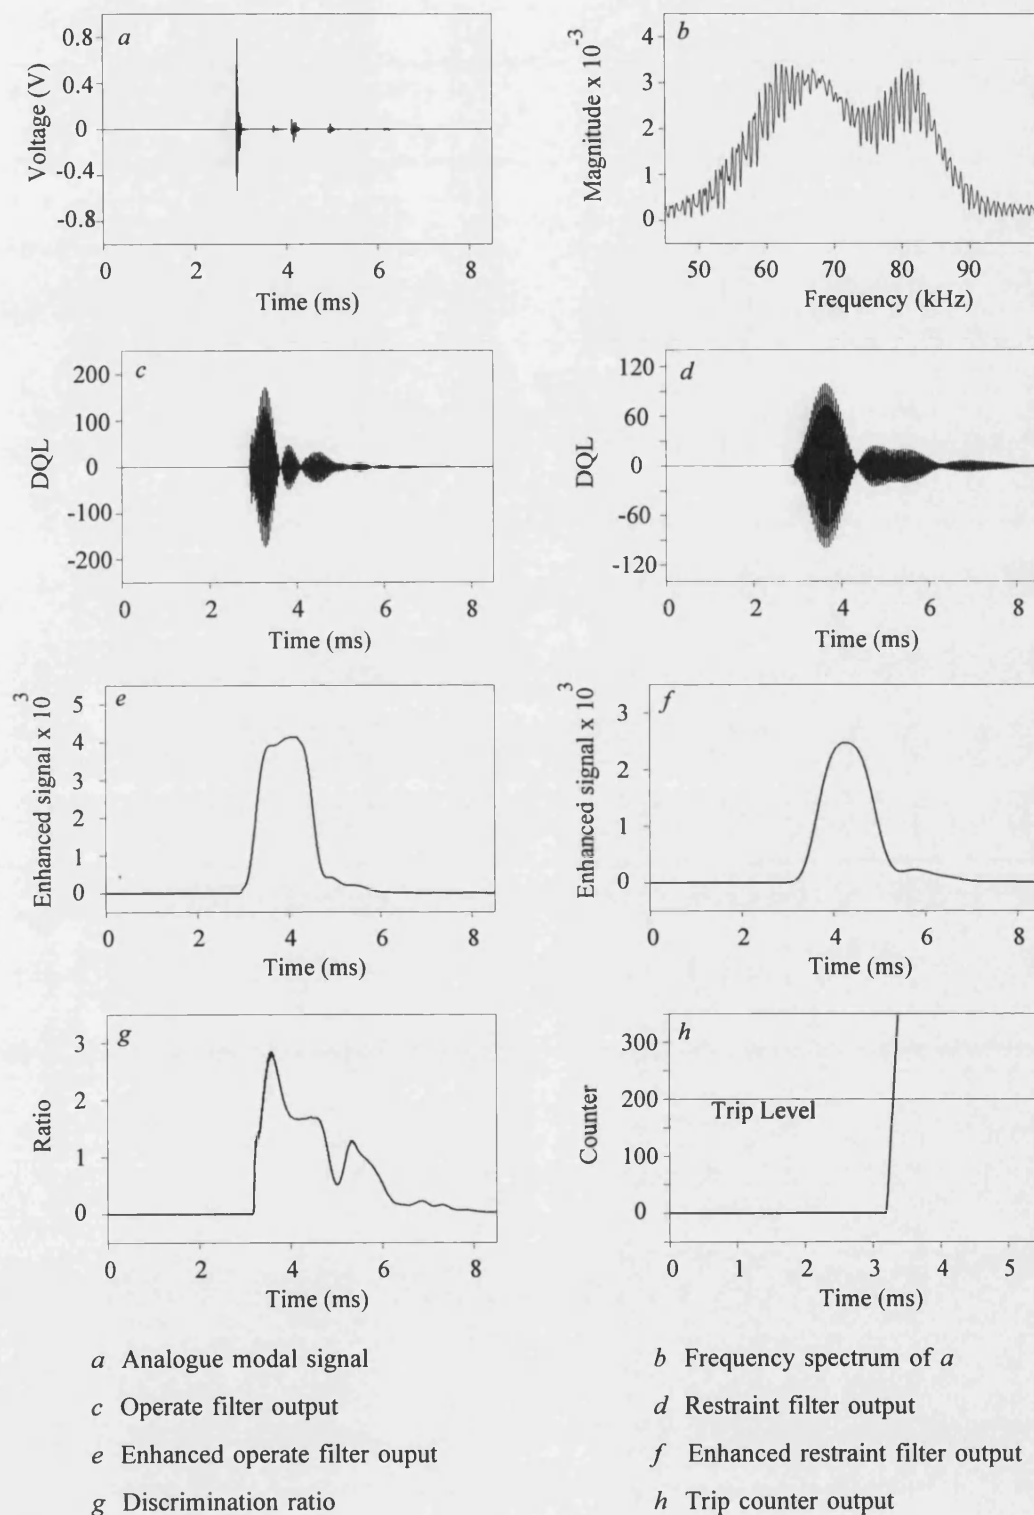 a
0.8
0.4
0
-0.4
-0.8
Voltage (V)
0 2 4 6 8
Time (ms)
b
4
3
2
1
0
Magnitude x 10-3
50 60 70 80 90
Frequency (kHz)
c
200
100
0
-100
-200
DQL
0 2 4 6 8
Time (ms)
d
120
60
0
-60
-120
DQL
0 2 4 6 8
Time (ms)
e
5
4
3
2
1
0
Enhanced signal x 10 3
0 2 4 6 8
Time (ms)
f
3
2
1
0
Enhanced signal x 10 3
0 2 4 6 8
Time (ms)
g
3
2
1
0
Ratio
0 2 4 6 8
Time (ms)
h
300
200
100
0
Counter
Trip Level
0 1 2 3 4 5
Time (ms)
a Analogue modal signal
b Frequency spectrum of a
c Operate filter output
d Restraint filter output
e Enhanced operate filter ouput
f Enhanced restraint filter output
g Discrimination ratio
h Trip counter output